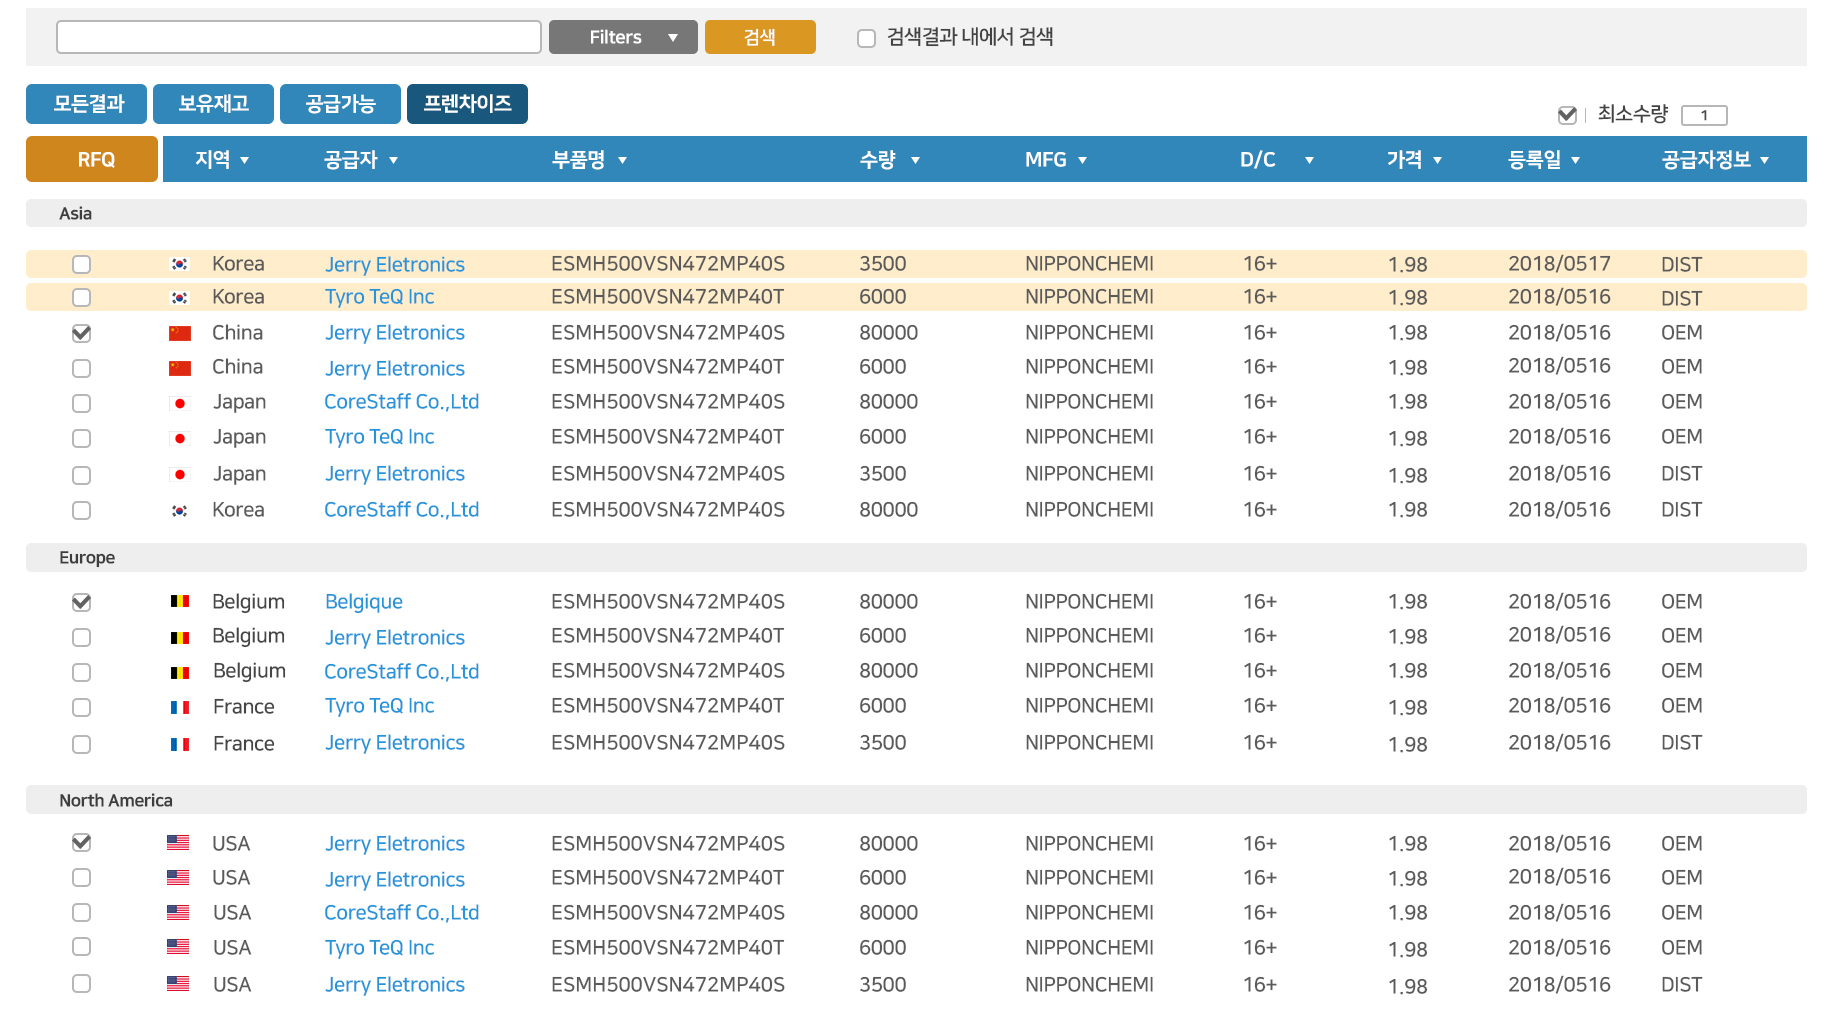 Filters ▼ 검색 검색결과 내에서 검색
모든결과 보유재고 공급가능 프렌차이즈
최소수량 1
RFQ 지역 ▼ 공급자 ▼ 부품명 ▼ 수량 ▼ MFG ▼ D/C ▼ 가격 ▼ 등록일 ▼ 공급자정보 ▼
Asia
Korea Jerry Eletronics ESMH500VSN472MP40S 3500 NIPPONCHEMI 16+ 1.98 2018/0517 DIST
Korea Tyro TeQ Inc ESMH500VSN472MP40T 6000 NIPPONCHEMI 16+ 1.98 2018/0516 DIST
China Jerry Eletronics ESMH500VSN472MP40S 80000 NIPPONCHEMI 16+ 1.98 2018/0516 OEM
China Jerry Eletronics ESMH500VSN472MP40T 6000 NIPPONCHEMI 16+ 1.98 2018/0516 OEM
Japan CoreStaff Co.,Ltd ESMH500VSN472MP40S 80000 NIPPONCHEMI 16+ 1.98 2018/0516 OEM
Japan Tyro TeQ Inc ESMH500VSN472MP40T 6000 NIPPONCHEMI 16+ 1.98 2018/0516 OEM
Japan Jerry Eletronics ESMH500VSN472MP40S 3500 NIPPONCHEMI 16+ 1.98 2018/0516 DIST
Korea CoreStaff Co.,Ltd ESMH500VSN472MP40S 80000 NIPPONCHEMI 16+ 1.98 2018/0516 DIST
Europe
Belgium Belgique ESMH500VSN472MP40S 80000 NIPPONCHEMI 16+ 1.98 2018/0516 OEM
Belgium Jerry Eletronics ESMH500VSN472MP40T 6000 NIPPONCHEMI 16+ 1.98 2018/0516 OEM
Belgium CoreStaff Co.,Ltd ESMH500VSN472MP40S 80000 NIPPONCHEMI 16+ 1.98 2018/0516 OEM
France Tyro TeQ Inc ESMH500VSN472MP40T 6000 NIPPONCHEMI 16+ 1.98 2018/0516 OEM
France Jerry Eletronics ESMH500VSN472MP40S 3500 NIPPONCHEMI 16+ 1.98 2018/0516 DIST
North America
USA Jerry Eletronics ESMH500VSN472MP40S 80000 NIPPONCHEMI 16+ 1.98 2018/0516 OEM
USA Jerry Eletronics ESMH500VSN472MP40T 6000 NIPPONCHEMI 16+ 1.98 2018/0516 OEM
USA CoreStaff Co.,Ltd ESMH500VSN472MP40S 80000 NIPPONCHEMI 16+ 1.98 2018/0516 OEM
USA Tyro TeQ Inc ESMH500VSN472MP40T 6000 NIPPONCHEMI 16+ 1.98 2018/0516 OEM
USA Jerry Eletronics ESMH500VSN472MP40S 3500 NIPPONCHEMI 16+ 1.98 2018/0516 DIST